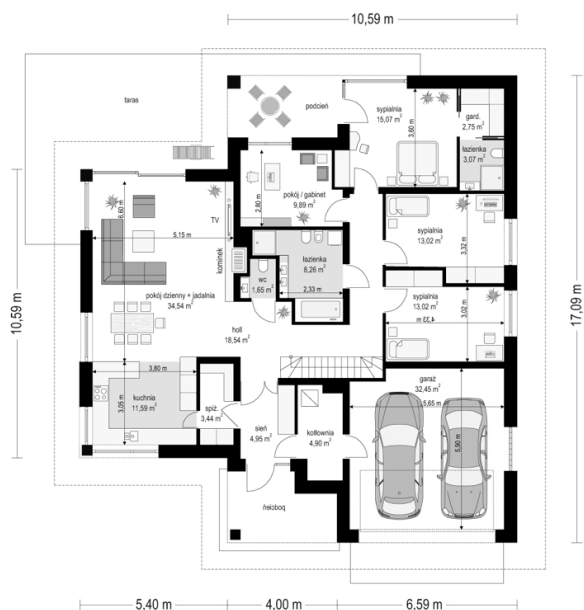 10,59 m
taras
podcień
sypialnia
15,07 m²
3,60 m
gard.
2,75 m²
łazienka
3,07 m²
17,09 m
10,59 m
6,60 m
5,15 m
TV
kominek
pokój / gabinet
9,89 m²
2,80 m
łazienka
8,26 m²
2,33 m
wc
1,65 m²
sypialnia
13,02 m²
3,32 m
sypialnia
13,02 m²
4,33 m
3,02 m
pokój dzienny + jadalnia
34,54 m²
holl
18,54 m²
3,80 m
kuchnia
11,59 m²
3,05 m
spiż.
3,44 m²
sień
4,95 m²
kotłownia
4,90 m²
garaż
32,45 m²
5,65 m
5,90 m
podcień
5,40 m
4,00 m
6,59 m